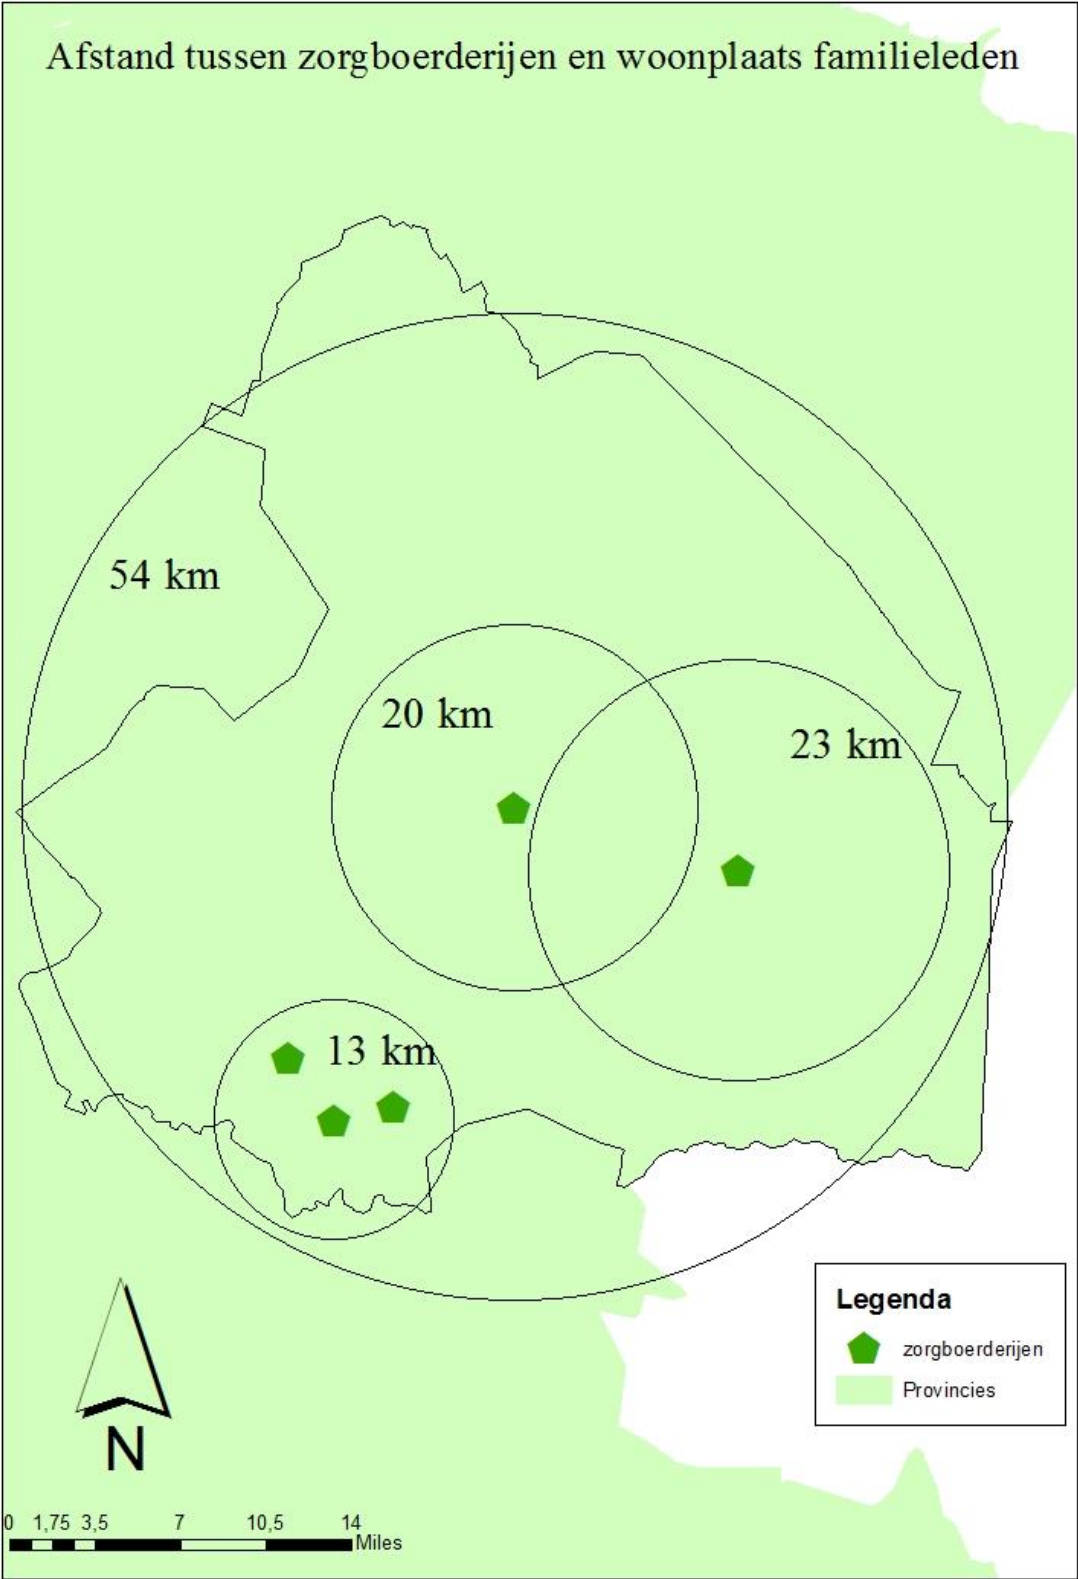 Afstand tussen zorgboerderijen en woonplaats familieleden
54 km
20 km
23 km
13 km
Legenda
zorgboerderijen
Provincies
N
0 1,75 3,5 7 10,5 14
Miles